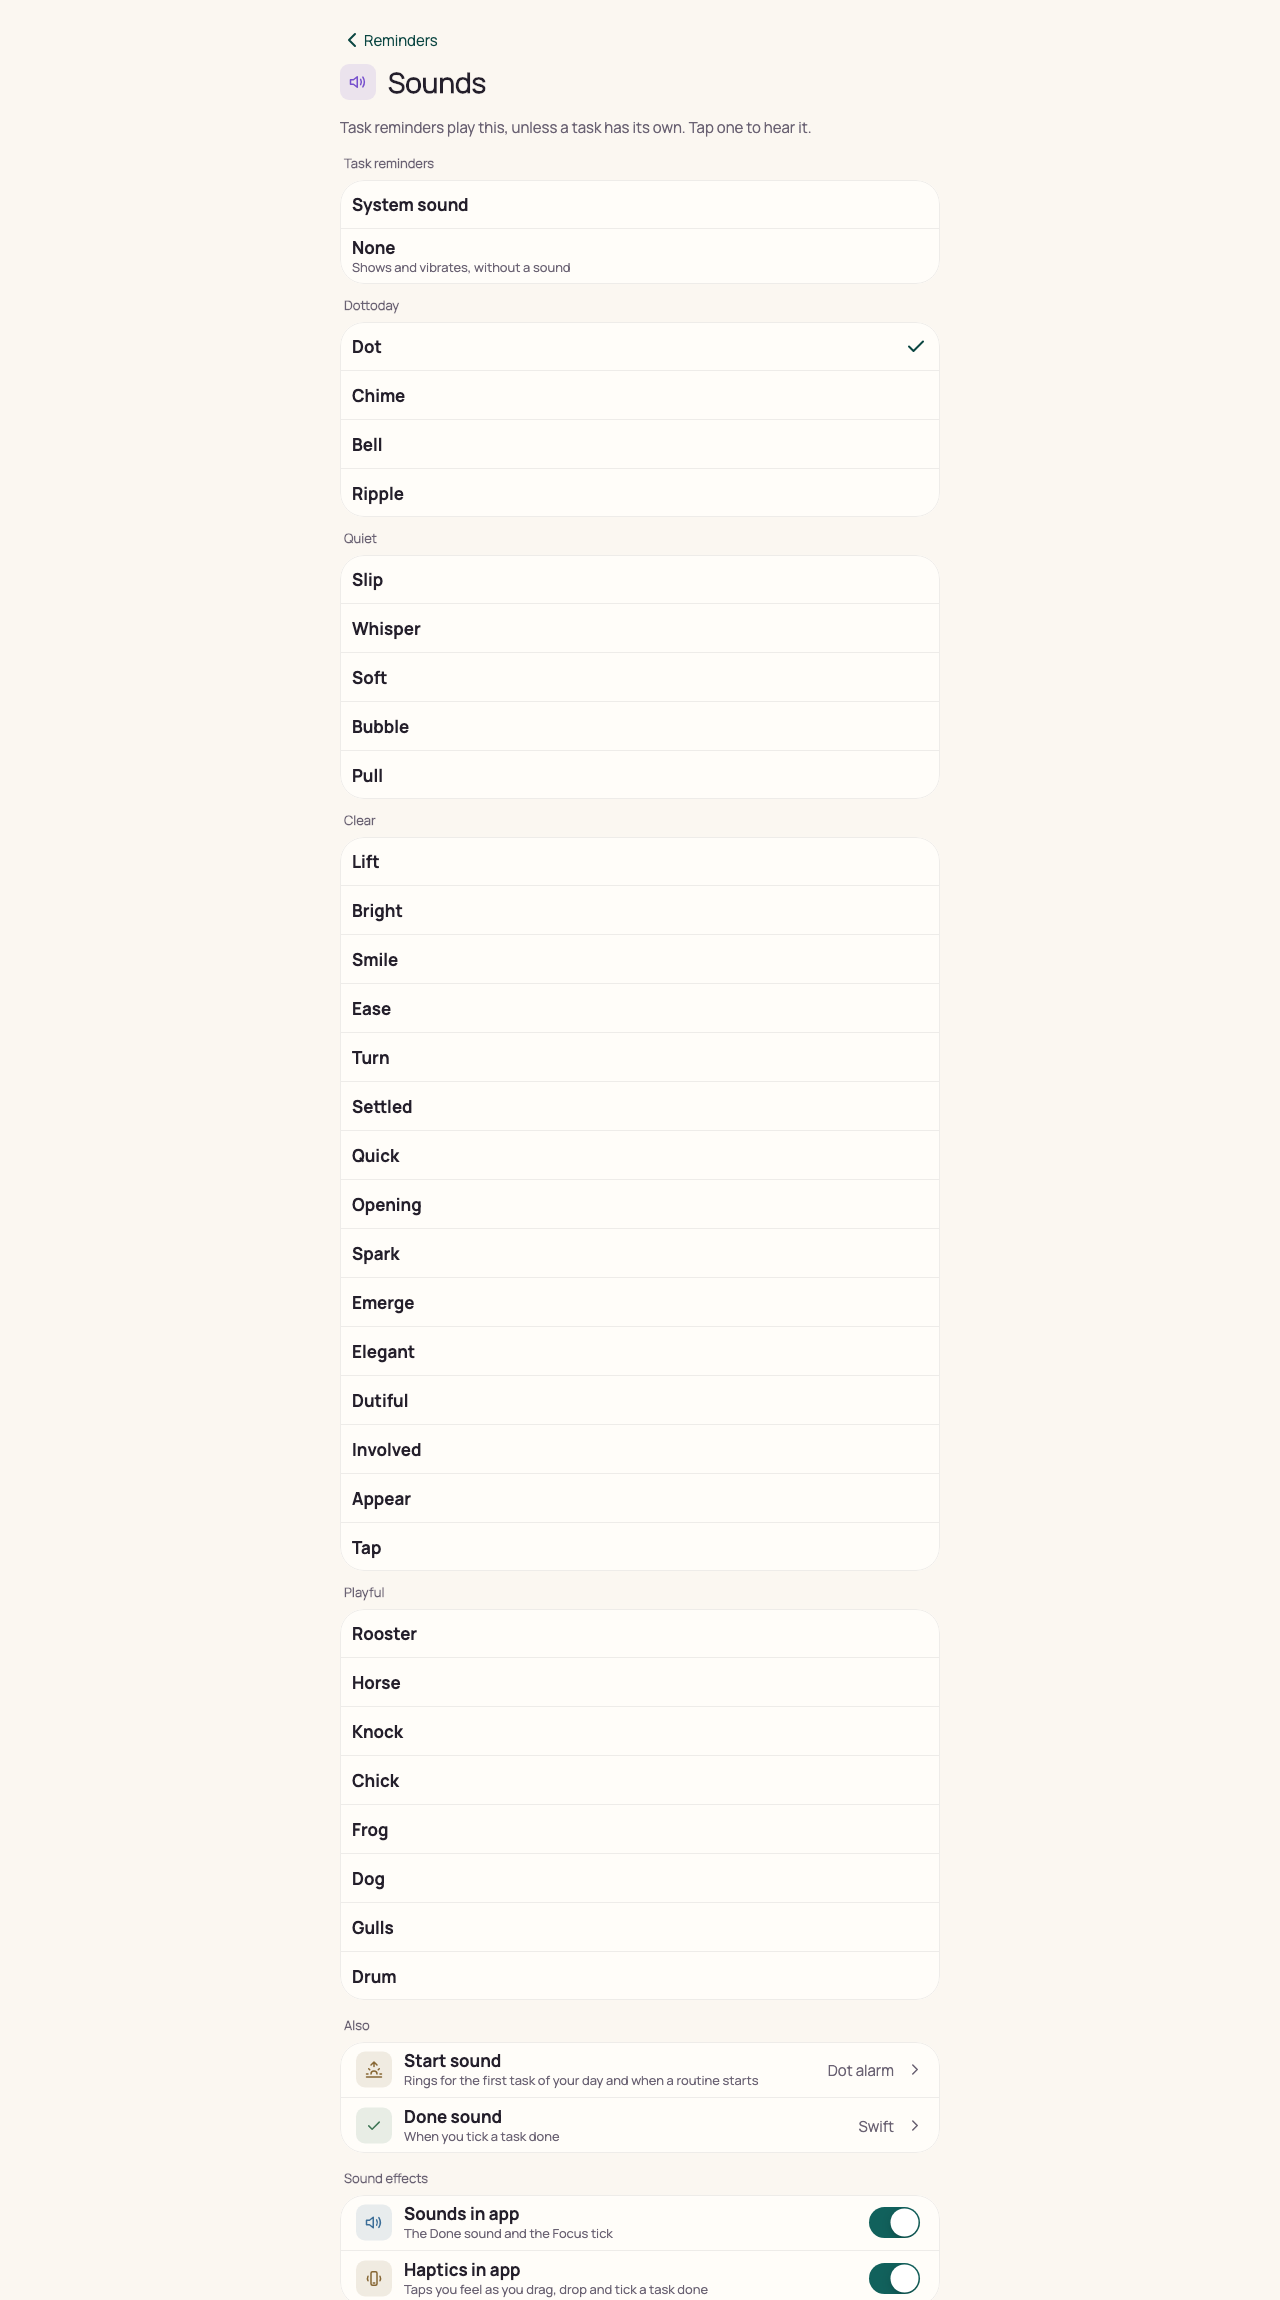 Reminders
Sounds
Task reminders play this, unless a task has its own. Tap one to hear it.
Task reminders
System sound
None
Shows and vibrates, without a sound
Dottoday
Dot
Chime
Bell
Ripple
Quiet
Slip
Whisper
Soft
Bubble
Pull
Clear
Lift
Bright
Smile
Ease
Turn
Settled
Quick
Opening
Spark
Emerge
Elegant
Dutiful
Involved
Appear
Tap
Playful
Rooster
Horse
Knock
Chick
Frog
Dog
Gulls
Drum
Also
Start sound
Rings for the first task of your day and when a routine starts
Dot alarm
Done sound
When you tick a task done
Swift
Sound effects
Sounds in app
The Done sound and the Focus tick
Haptics in app
Taps you feel as you drag, drop and tick a task done